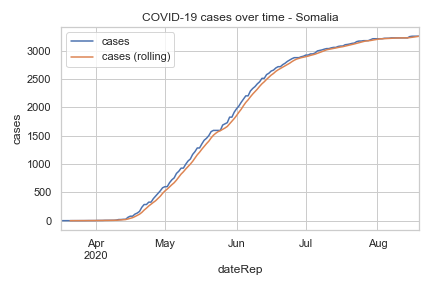 COVID-19 cases over time - Somalia
cases
cases (rolling)
3000
2500
2000
1500
1000
500
0
cases
Apr
2020
May
Jun
Jul
Aug
dateRep